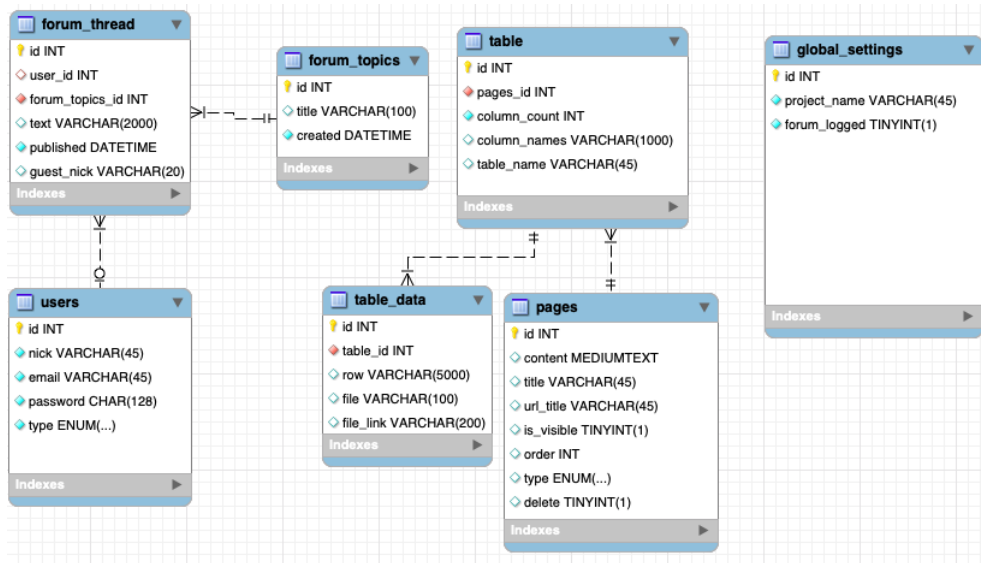 forum_thread
id INT
user_id INT
forum_topics_id INT
text VARCHAR(2000)
published DATETIME
guest_nick VARCHAR(20)
Indexes
forum_topics
id INT
title VARCHAR(100)
created DATETIME
Indexes
table
id INT
pages_id INT
column_count INT
column_names VARCHAR(1000)
table_name VARCHAR(45)
Indexes
global_settings
id INT
project_name VARCHAR(45)
forum_logged TINYINT(1)
Indexes
users
id INT
nick VARCHAR(45)
email VARCHAR(45)
password CHAR(128)
type ENUM(...)
Indexes
table_data
id INT
table_id INT
row VARCHAR(5000)
file VARCHAR(100)
file_link VARCHAR(200)
Indexes
pages
id INT
content MEDIUMTEXT
title VARCHAR(45)
url_title VARCHAR(45)
is_visible TINYINT(1)
order INT
type ENUM(...)
delete TINYINT(1)
Indexes